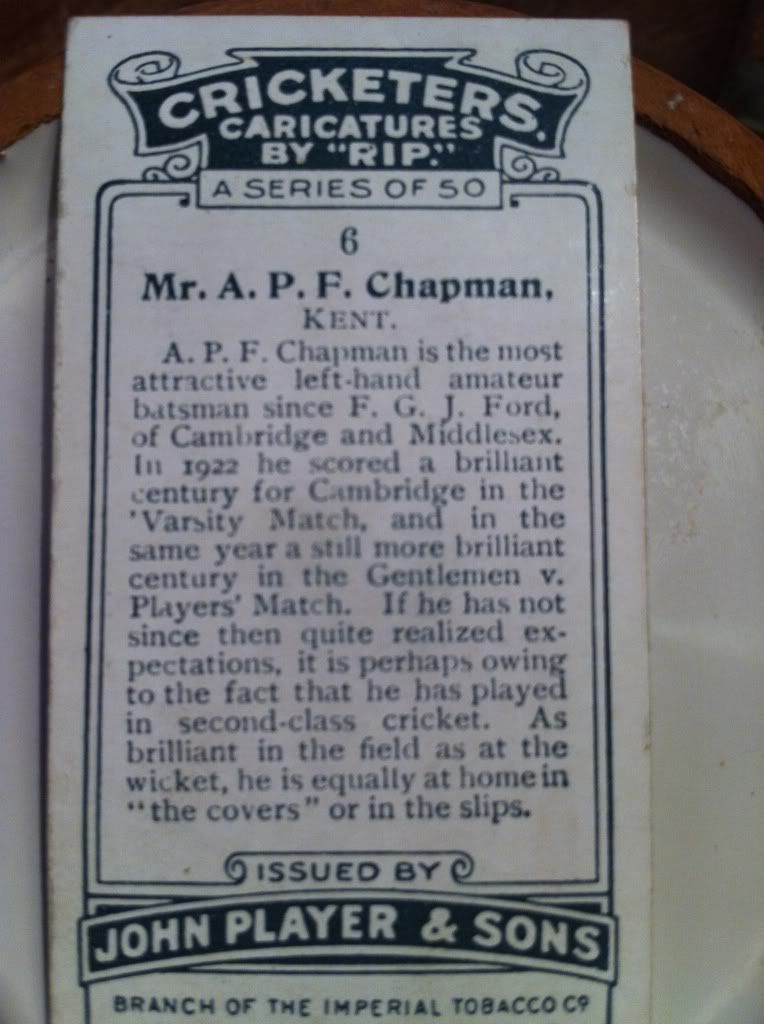 CRICKETERS.
CARICATURES
BY "RIP."
A SERIES OF 50
6
Mr. A. P. F. Chapman,
KENT.
A. P. F. Chapman is the most
attractive left-hand amateur
batsman since F. G. J. Ford,
of Cambridge and Middlesex.
In 1922 he scored a brilliant
century for Cambridge in the
'Varsity Match, and in the
same year a still more brilliant
century in the Gentlemen v.
Players' Match. If he has not
since then quite realized ex-
pectations, it is perhaps owing
to the fact that he has played
in second-class cricket. As
brilliant in the field as at the
wicket, he is equally at home in
"the covers" or in the slips.
ISSUED BY
JOHN PLAYER & SONS
BRANCH OF THE IMPERIAL TOBACCO Co